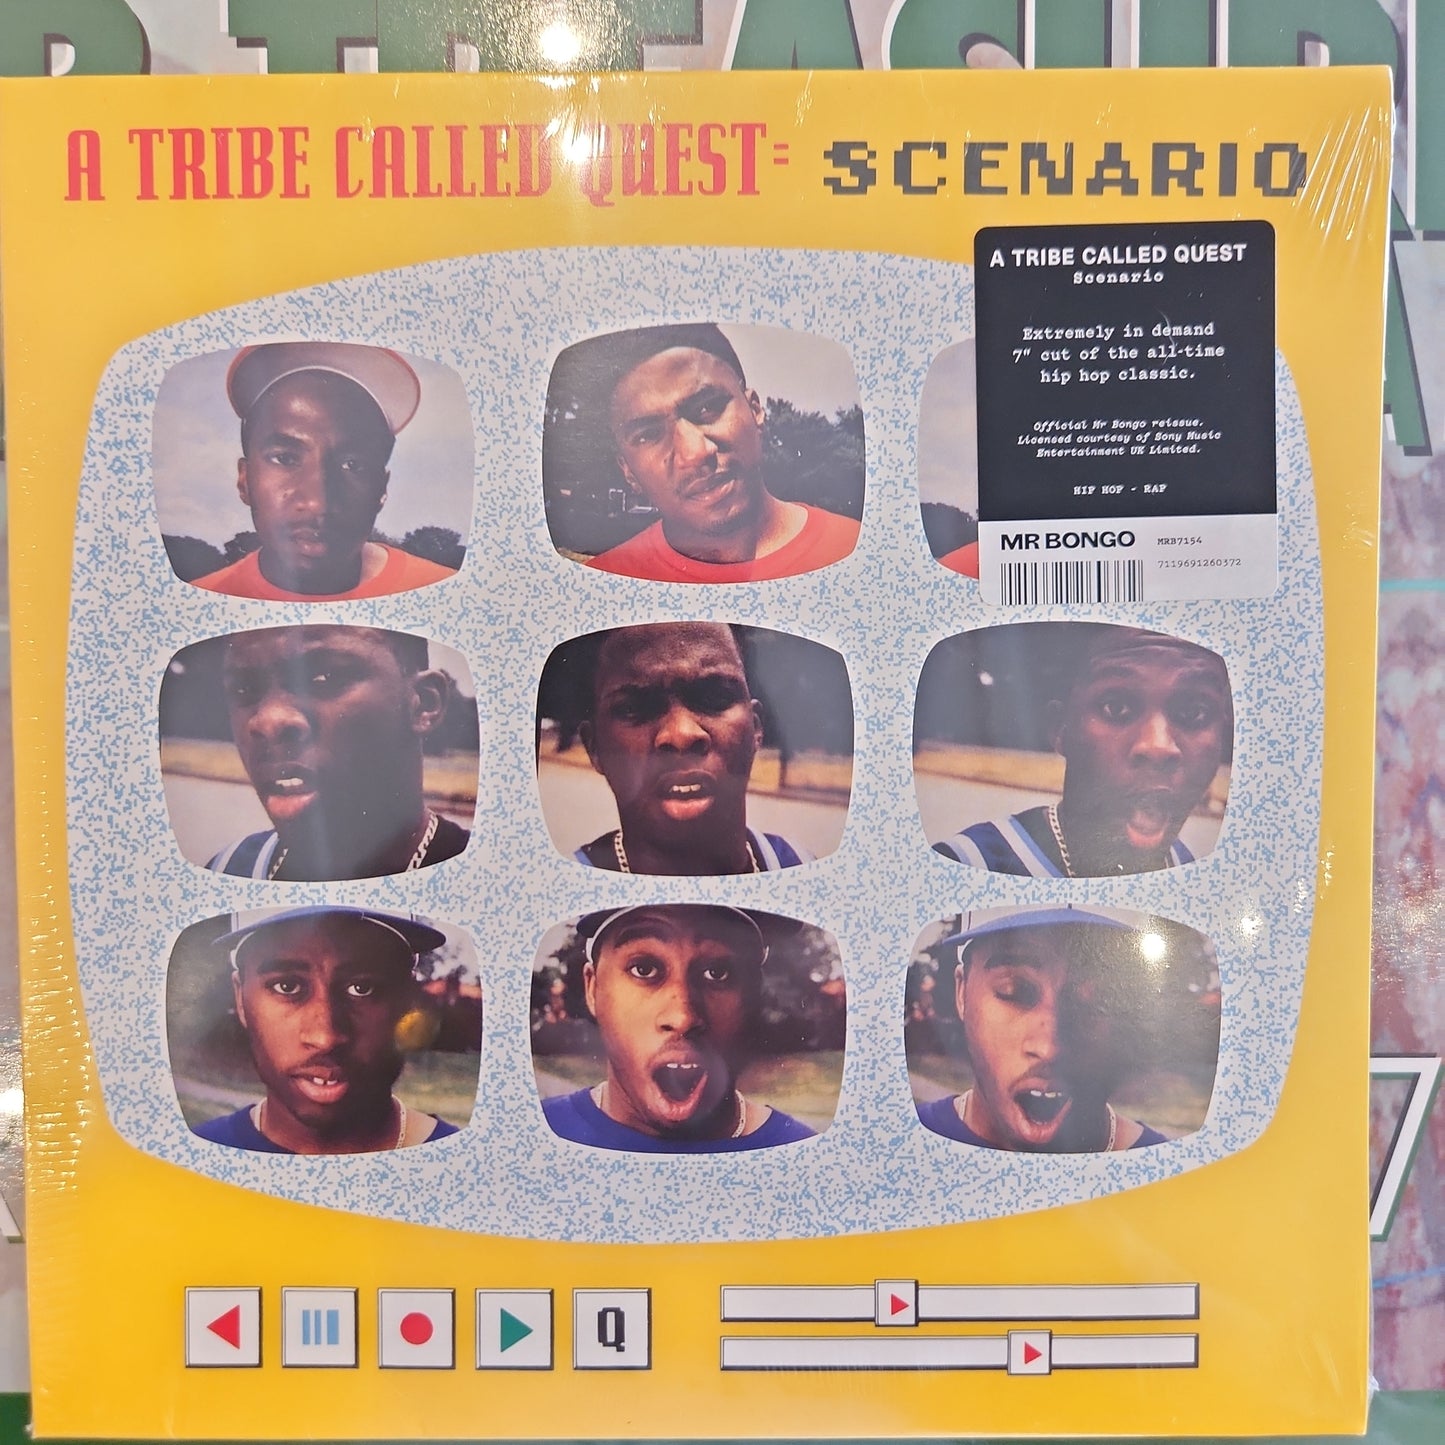 A TRIBE CALLED QUEST: SCENARIO
A TRIBE CALLED QUEST
Scenario
Extremely in demand
7" cut of the all-time
hip hop classic.
Official Mr Bongo reissue.
Licensed courtesy of Sony Music
Entertainment UK Limited.
HIP HOP - RAP
MR BONGO MRB7154
7119691260372
Q
7